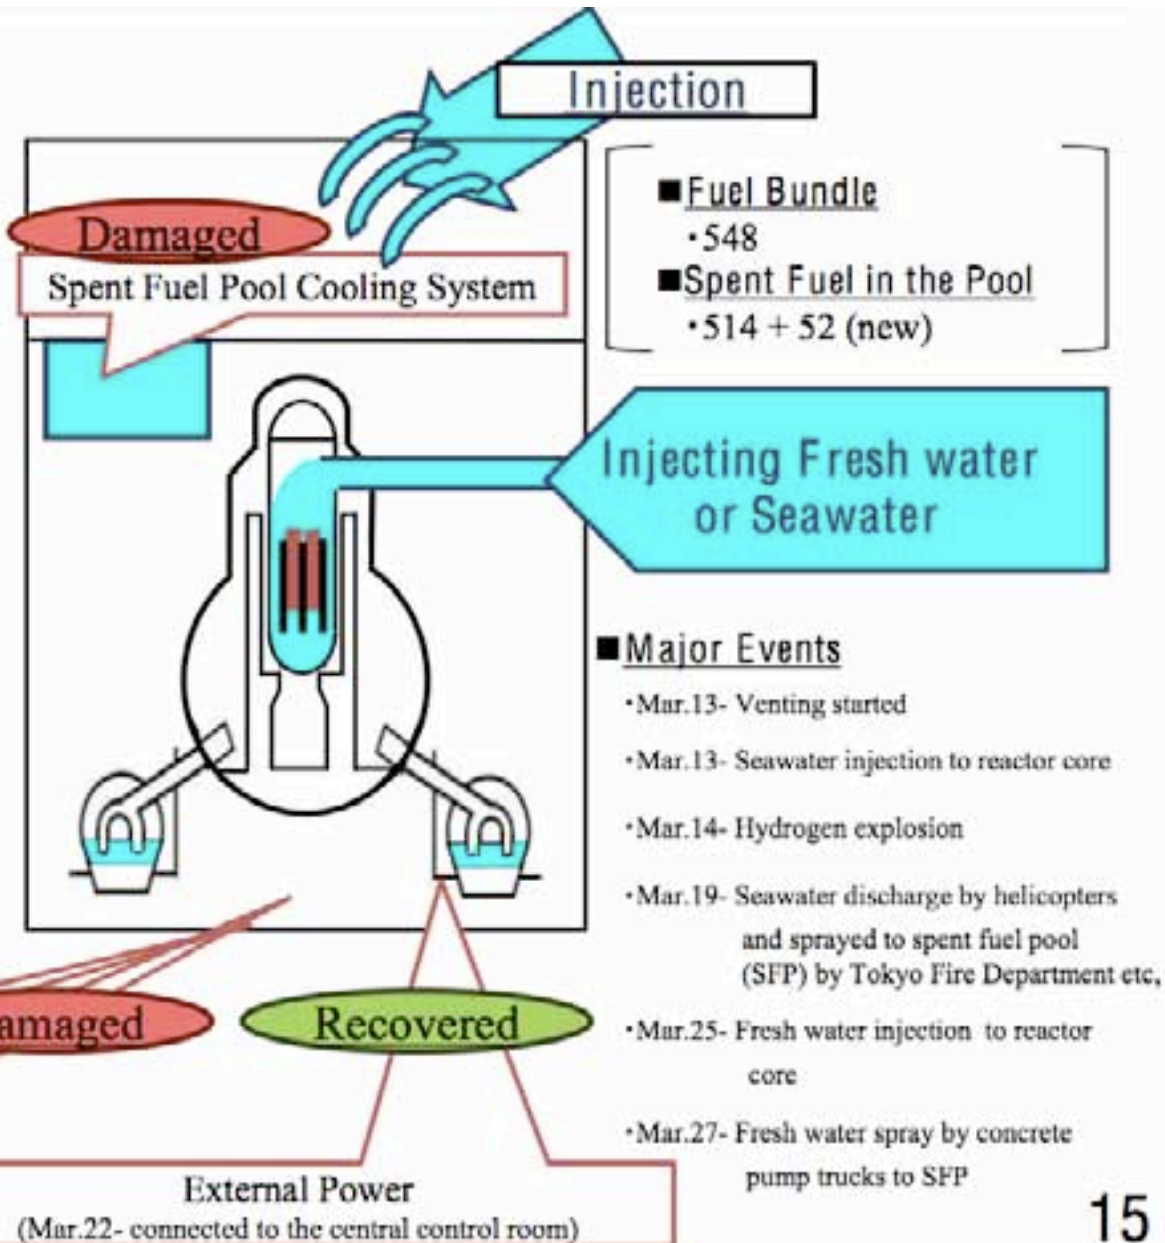 Injection
Damaged
Spent Fuel Pool Cooling System
■Fuel Bundle
・548
■Spent Fuel in the Pool
・514 + 52 (new)
Injecting Fresh water
or Seawater
■Major Events
・Mar.13- Venting started
・Mar.13- Seawater injection to reactor core
・Mar.14- Hydrogen explosion
・Mar.19- Seawater discharge by helicopters
and sprayed to spent fuel pool
(SFP) by Tokyo Fire Department etc,
・Mar.25- Fresh water injection to reactor
core
・Mar.27- Fresh water spray by concrete
pump trucks to SFP
amaged
Recovered
External Power
(Mar.22- connected to the central control room)
15